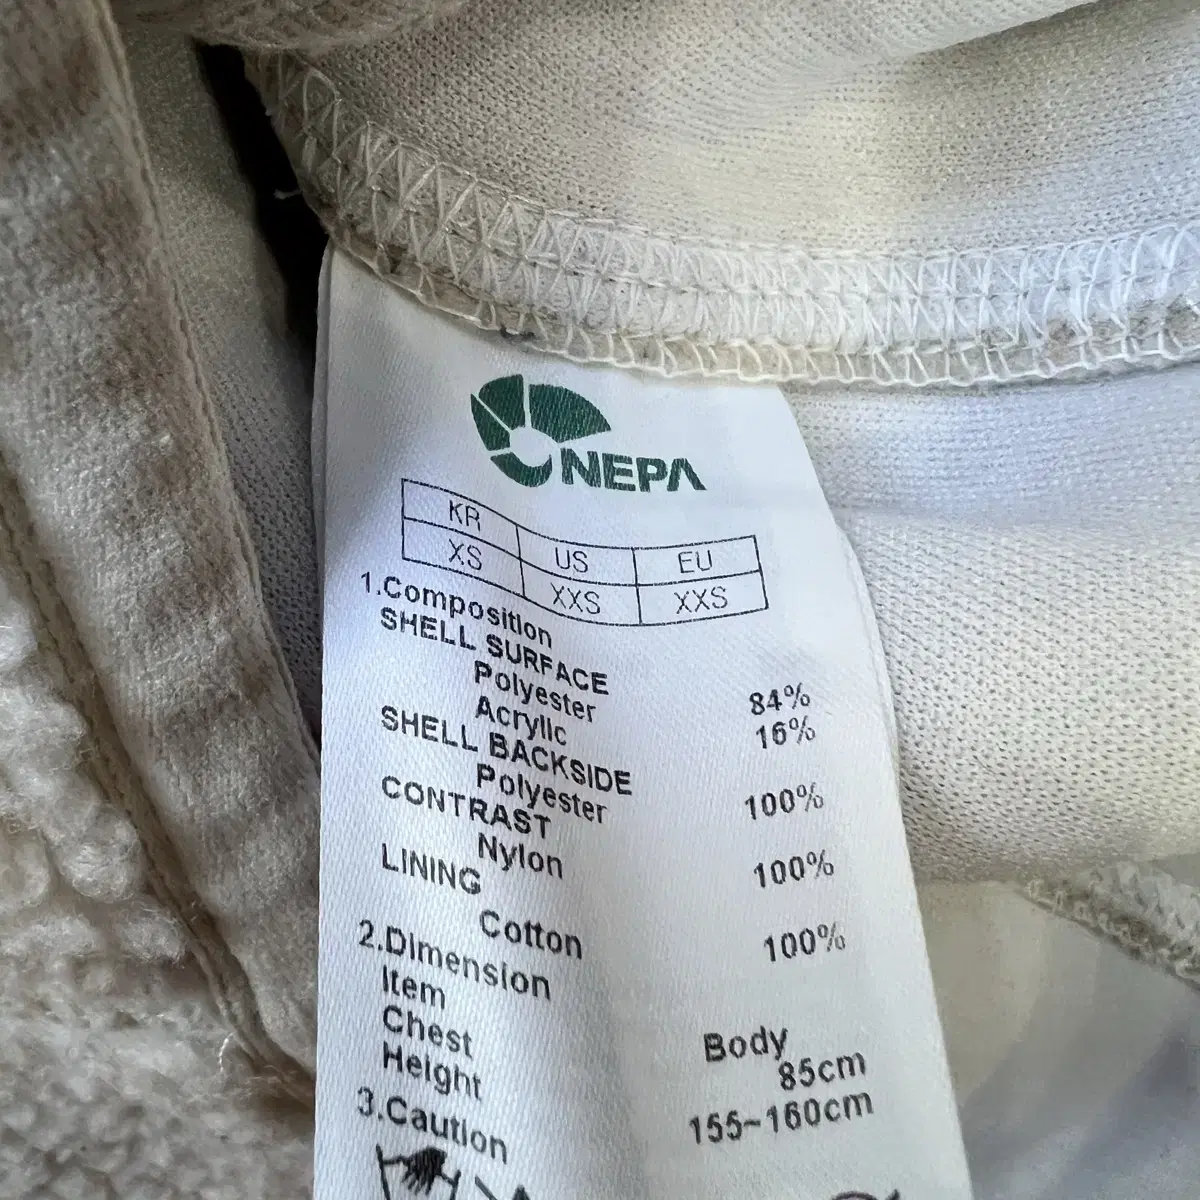 NEPA
KR US EU
XS XXS XXS
1.Composition
SHELL SURFACE
Polyester 84%
Acrylic 16%
SHELL BACKSIDE
Polyester 100%
CONTRAST
Nylon 100%
LINING
Cotton 100%
2.Dimension
Item Body
Chest 85cm
Height 155~160cm
3.Caution